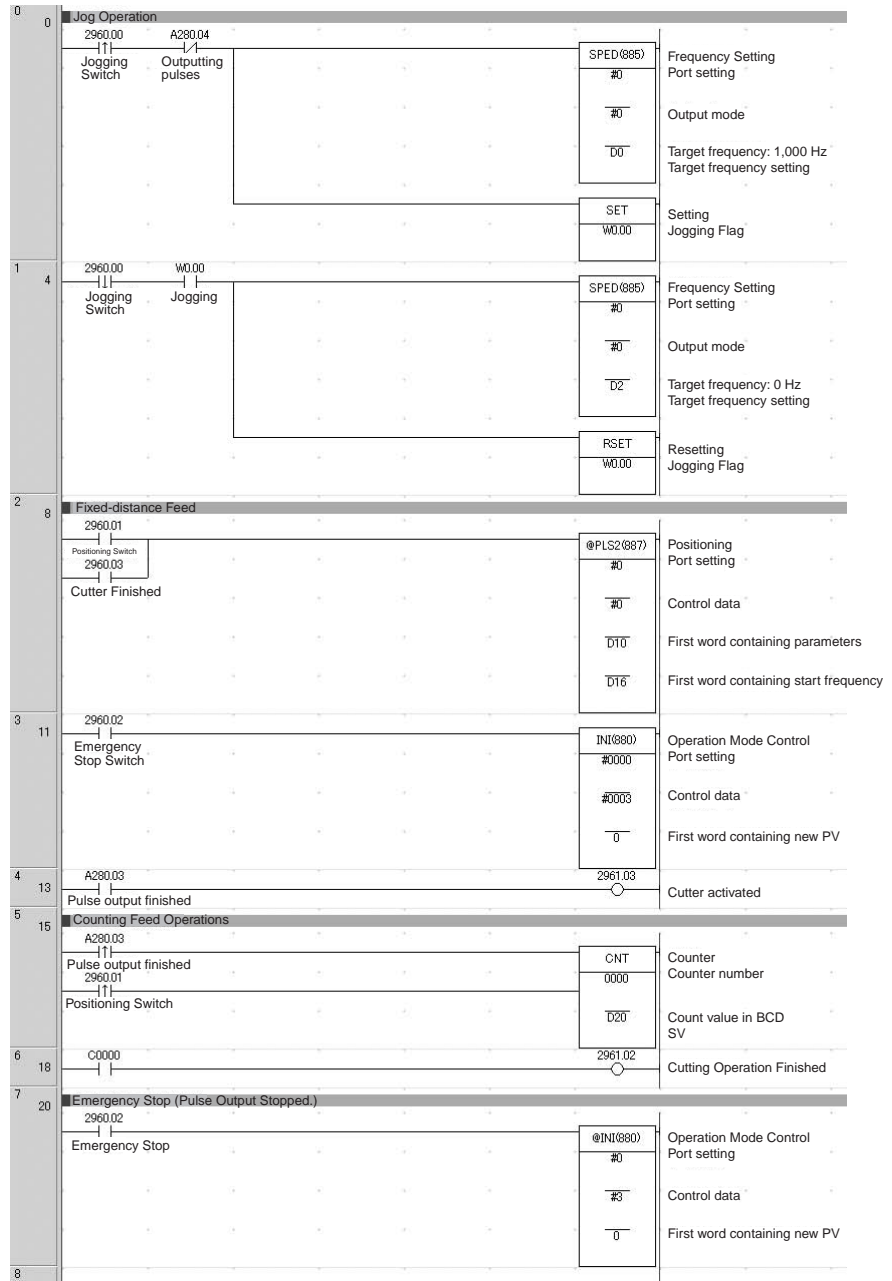 0
0
Jog Operation
2960.00
A280.04
Jogging
Switch
Outputting
pulses
SPED(885)
#0
#0
D0
Frequency Setting
Port setting
Output mode
Target frequency: 1,000 Hz
Target frequency setting
SET
W0.00
Setting
Jogging Flag
1
4
2960.00
W0.00
Jogging
Switch
Jogging
SPED(885)
#0
#0
D2
Frequency Setting
Port setting
Output mode
Target frequency: 0 Hz
Target frequency setting
RSET
W0.00
Resetting
Jogging Flag
2
8
Fixed-distance Feed
2960.01
Positioning Switch
2960.03
Cutter Finished
@PLS2(887)
#0
#0
D10
D16
Positioning
Port setting
Control data
First word containing parameters
First word containing start frequency
3
11
2960.02
Emergency
Stop Switch
INI(880)
#0000
#0003
0
Operation Mode Control
Port setting
Control data
First word containing new PV
4
13
A280.03
Pulse output finished
2961.03
Cutter activated
5
15
Counting Feed Operations
A280.03
Pulse output finished
2960.01
Positioning Switch
CNT
0000
D20
Counter
Counter number
Count value in BCD
SV
6
18
C0000
2961.02
Cutting Operation Finished
7
20
Emergency Stop (Pulse Output Stopped.)
2960.02
Emergency Stop
@INI(880)
#0
#3
0
Operation Mode Control
Port setting
Control data
First word containing new PV
8